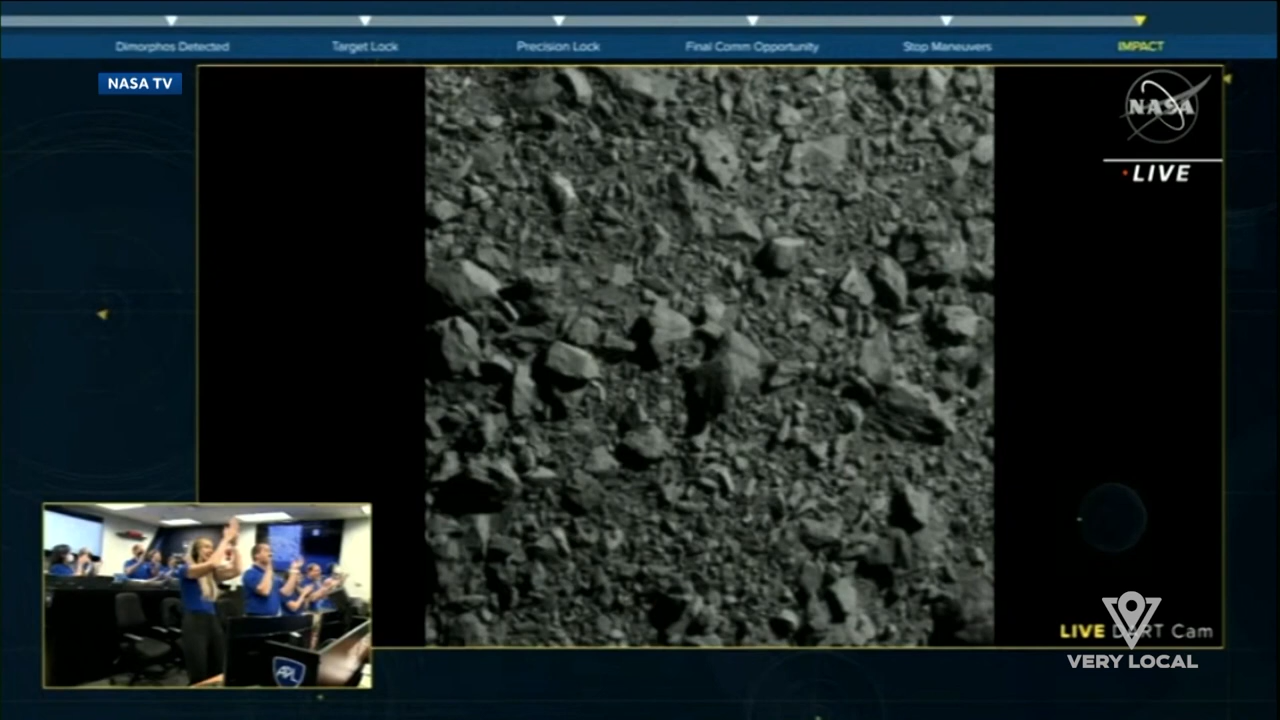 Dimorphos Detected
Target Lock
Precision Lock
Final Comm Opportunity
Stop Maneuvers
IMPACT
NASA TV
NASA
LIVE
APL
LIVE DART Cam
VERY LOCAL